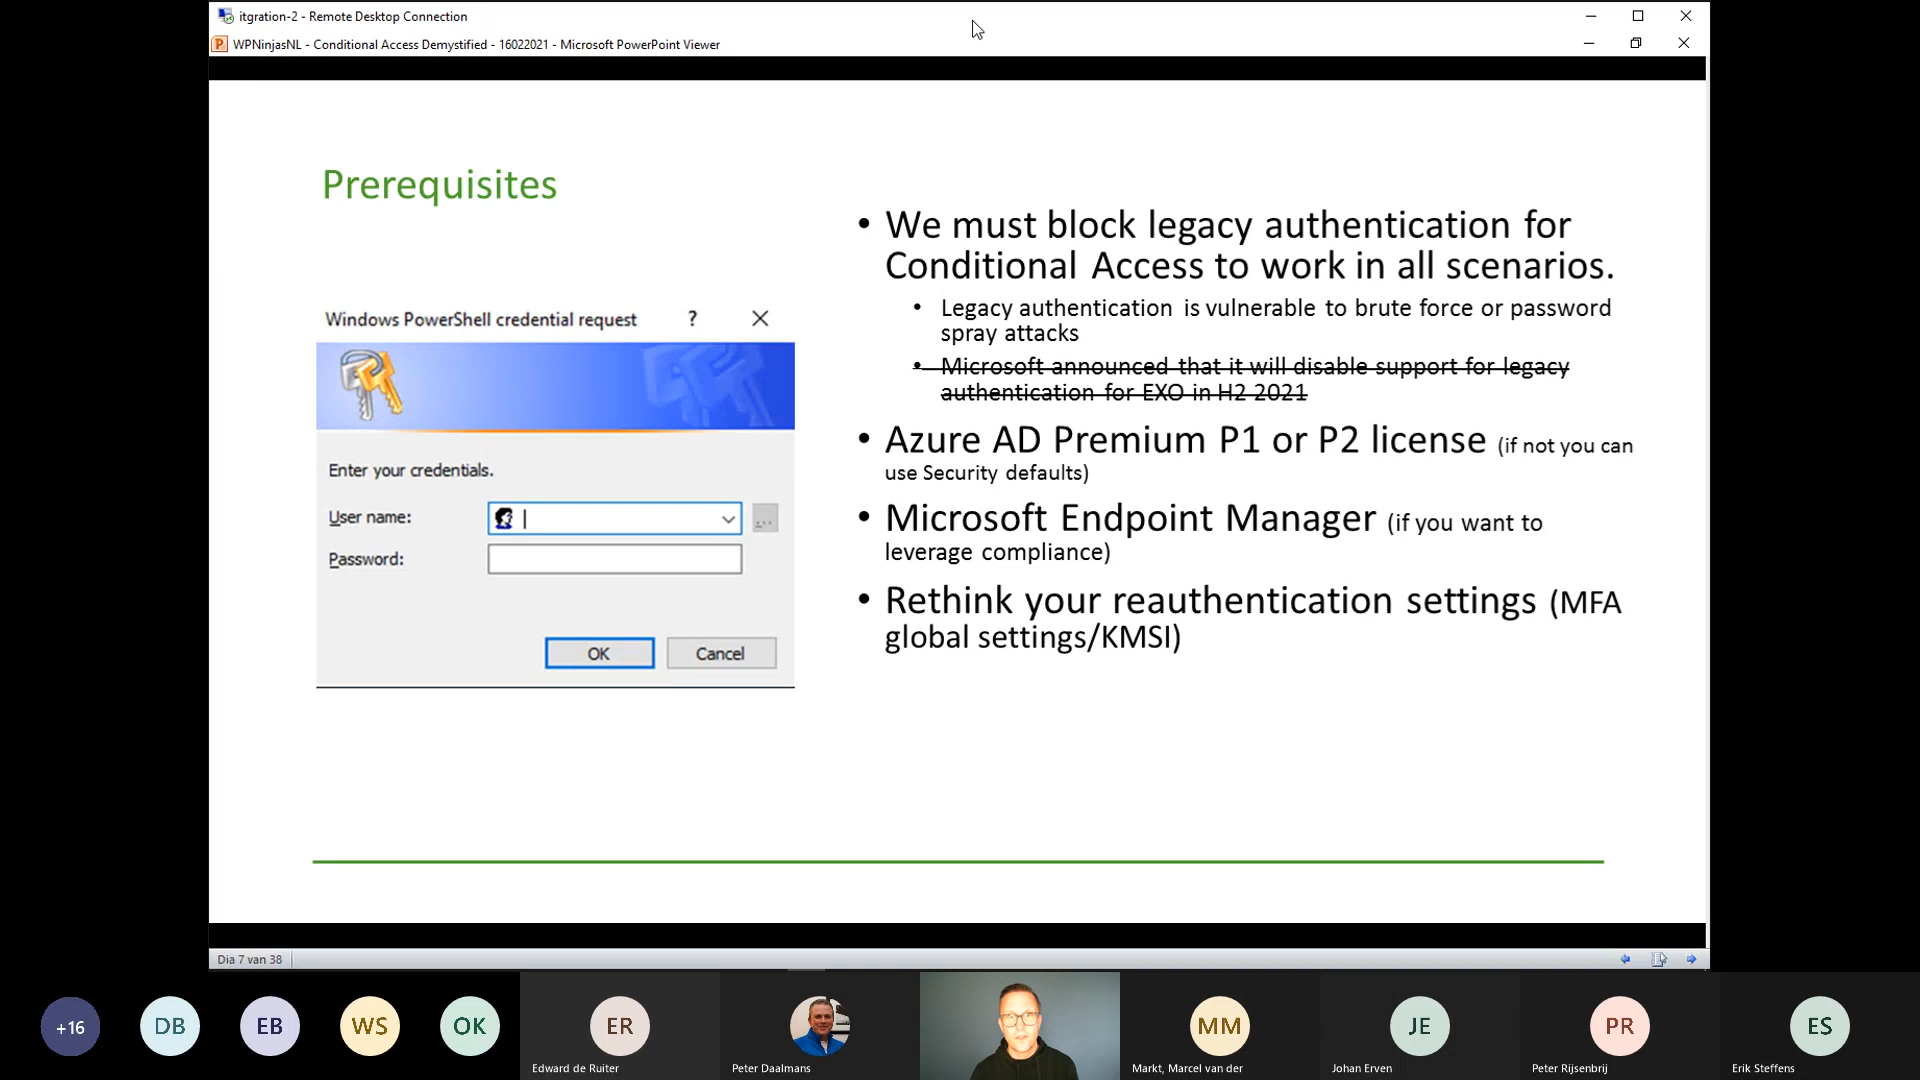 itgration-2 - Remote Desktop Connection
WPNinjasNL - Conditional Access Demystified - 16022021 - Microsoft PowerPoint Viewer
Prerequisites
Windows PowerShell credential request
?
Enter your credentials.
User name:
...
Password:
OK
Cancel
• We must block legacy authentication for
Conditional Access to work in all scenarios.
• Legacy authentication is vulnerable to brute force or password
spray attacks
• Microsoft announced that it will disable support for legacy
authentication for EXO in H2 2021
• Azure AD Premium P1 or P2 license (if not you can
use Security defaults)
• Microsoft Endpoint Manager (if you want to
leverage compliance)
• Rethink your reauthentication settings (MFA
global settings/KMSI)
Dia 7 van 38
+16
DB
EB
WS
OK
ER
Edward de Ruiter
Peter Daalmans
MM
Markt, Marcel van der
JE
Johan Erven
PR
Peter Rijsenbrij
ES
Erik Steffens